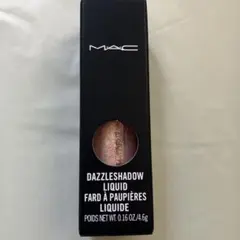 MAC
DAZZLESHADOW
LIQUID
FARD À PAUPIÈRES
LIQUIDE
POIDS NET WT. 0.16 OZ/4.6g